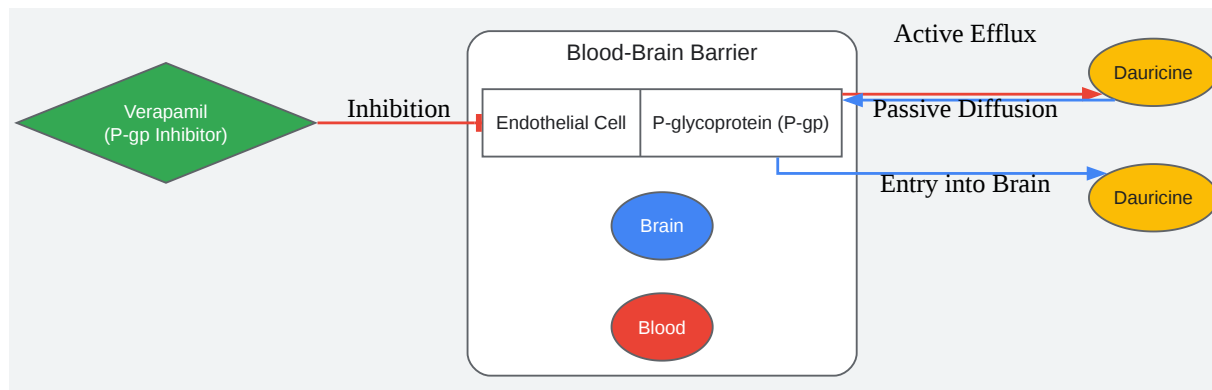 Blood-Brain Barrier
Active Efflux
Dauricine
Verapamil
(P-gp Inhibitor)
Inhibition
Endothelial Cell
P-glycoprotein (P-gp)
Passive Diffusion
Entry into Brain
Dauricine
Brain
Blood